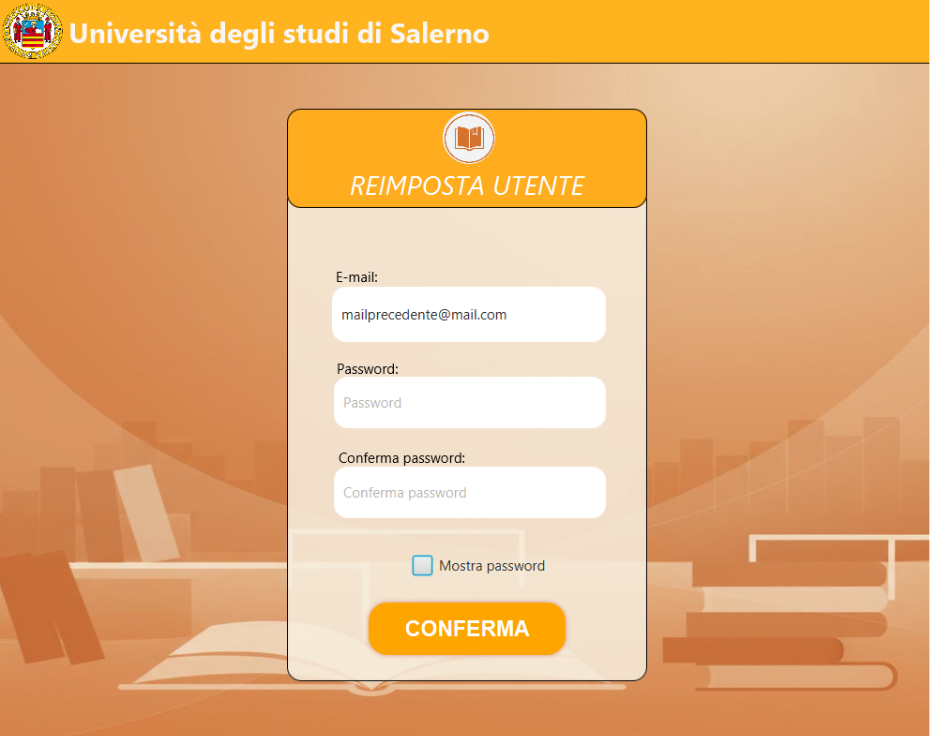 Università degli studi di Salerno
REIMPOSTA UTENTE
E-mail:
mailprecedente@mail.com
Password:
Password
Conferma password:
Conferma password
Mostra password
CONFERMA